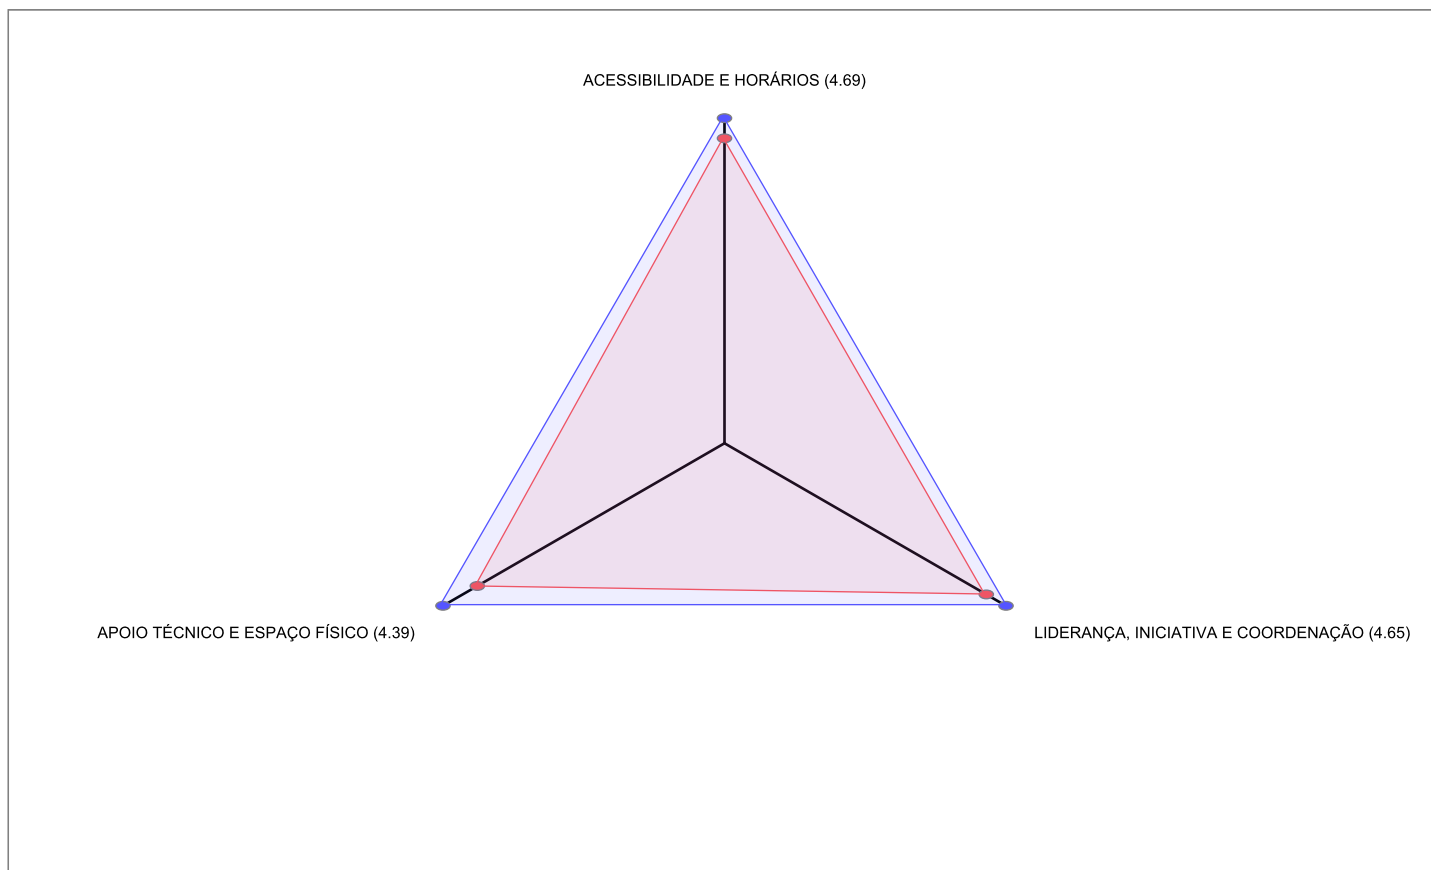 ACESSIBILIDADE E HORÁRIOS (4.69)
APOIO TÉCNICO E ESPAÇO FÍSICO (4.39)
LIDERANÇA, INICIATIVA E COORDENAÇÃO (4.65)